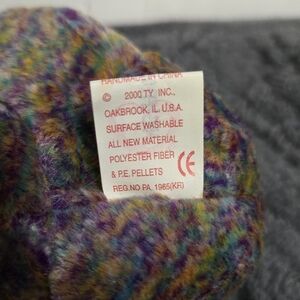 HANDMADE IN CHINA
© 2000 TY INC.,
OAKBROOK, IL. U.S.A.
SURFACE WASHABLE
ALL NEW MATERIAL
POLYESTER FIBER
& P.E. PELLETS CE
REG. NO PA. 1965(KR)